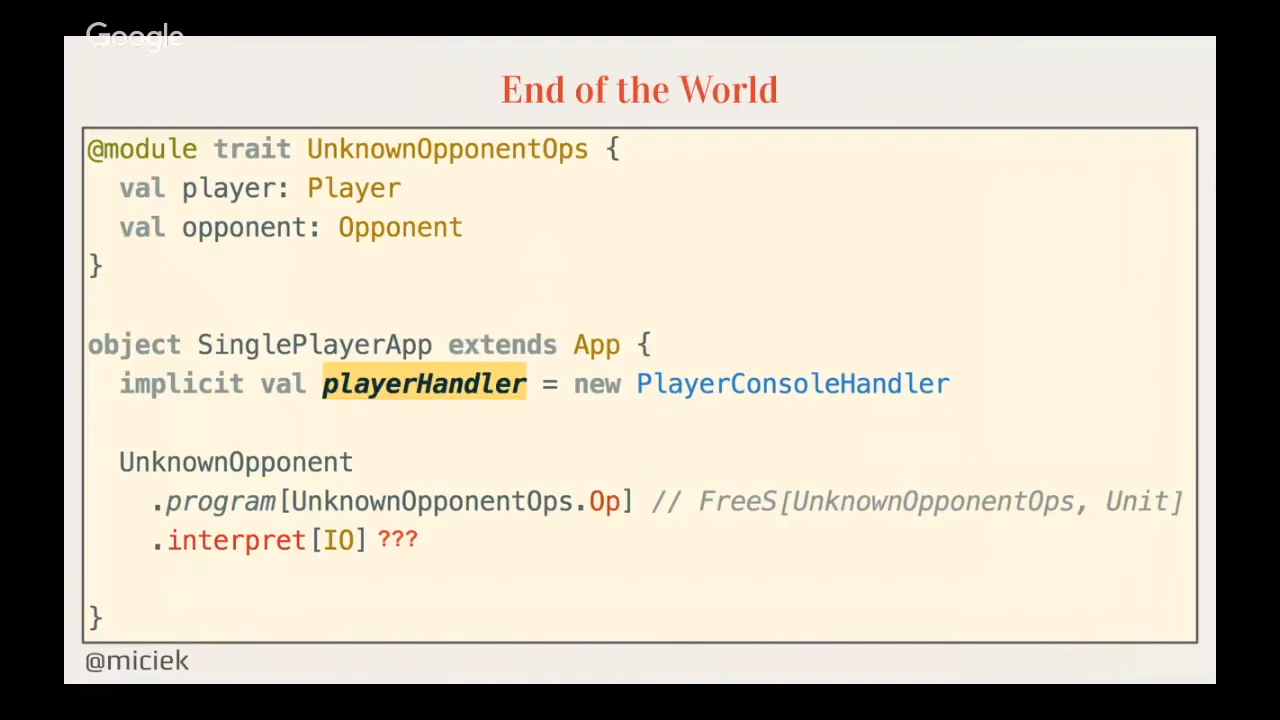 Google
End of the World
@module trait UnknownOpponentOps {
  val player: Player
  val opponent: Opponent
}
object SinglePlayerApp extends App {
  implicit val playerHandler = new PlayerConsoleHandler
  UnknownOpponent
    .program[UnknownOpponentOps.Op] // FreeS[UnknownOpponentOps, Unit]
    .interpret[IO] ???
}
@miciek